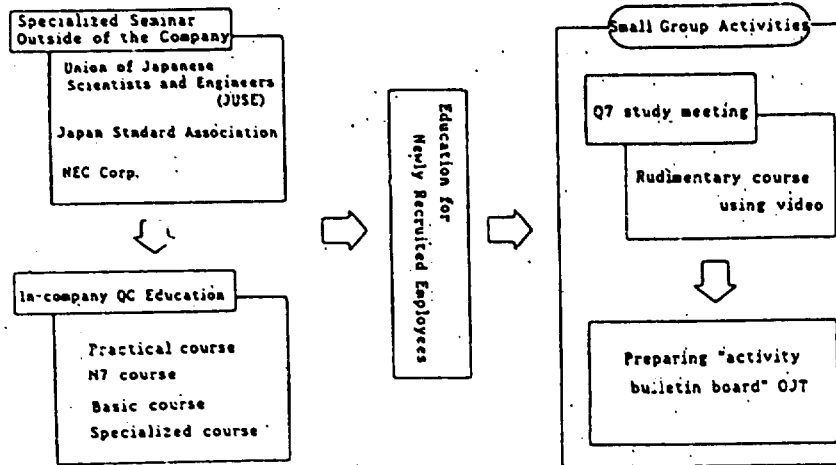 Specialized Seminar
Outside of the Company
Union of Japanese
Scientists and Engineers
(JUSE)
Japan Stndard Association
NEC Corp.
In-company QC Education
Practical course
N7 course
Basic course
Specialized course
Education for
Newly Recruited Employees
Small Group Activities
Q7 study meeting
Rudimentary course
using video
Preparing "activity
bulletin board" OJT